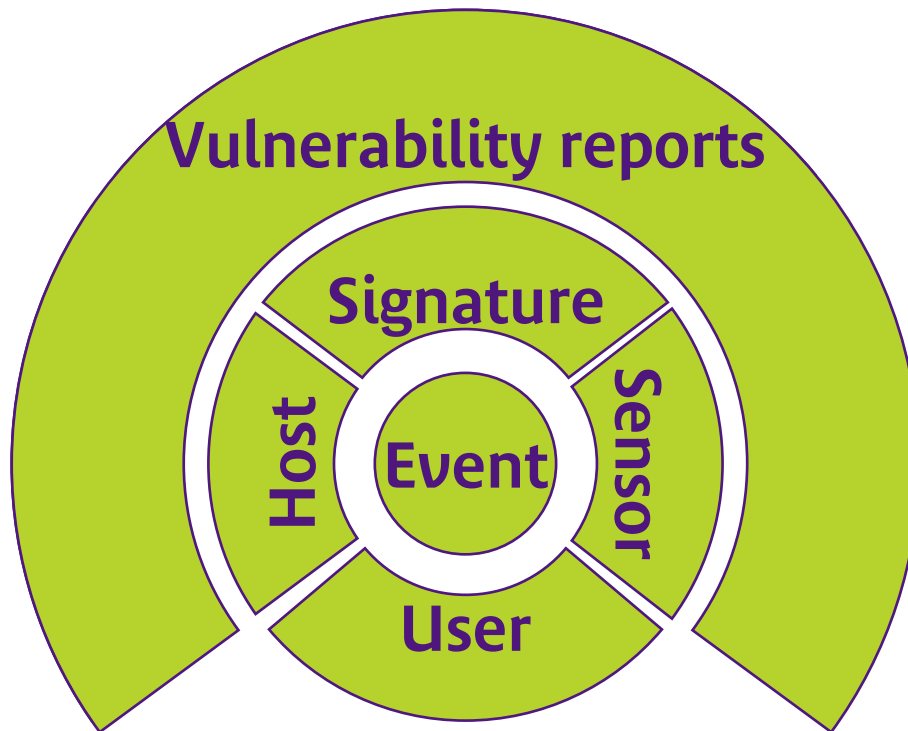 Vulnerability reports
Signature
Host
Event
Sensor
User